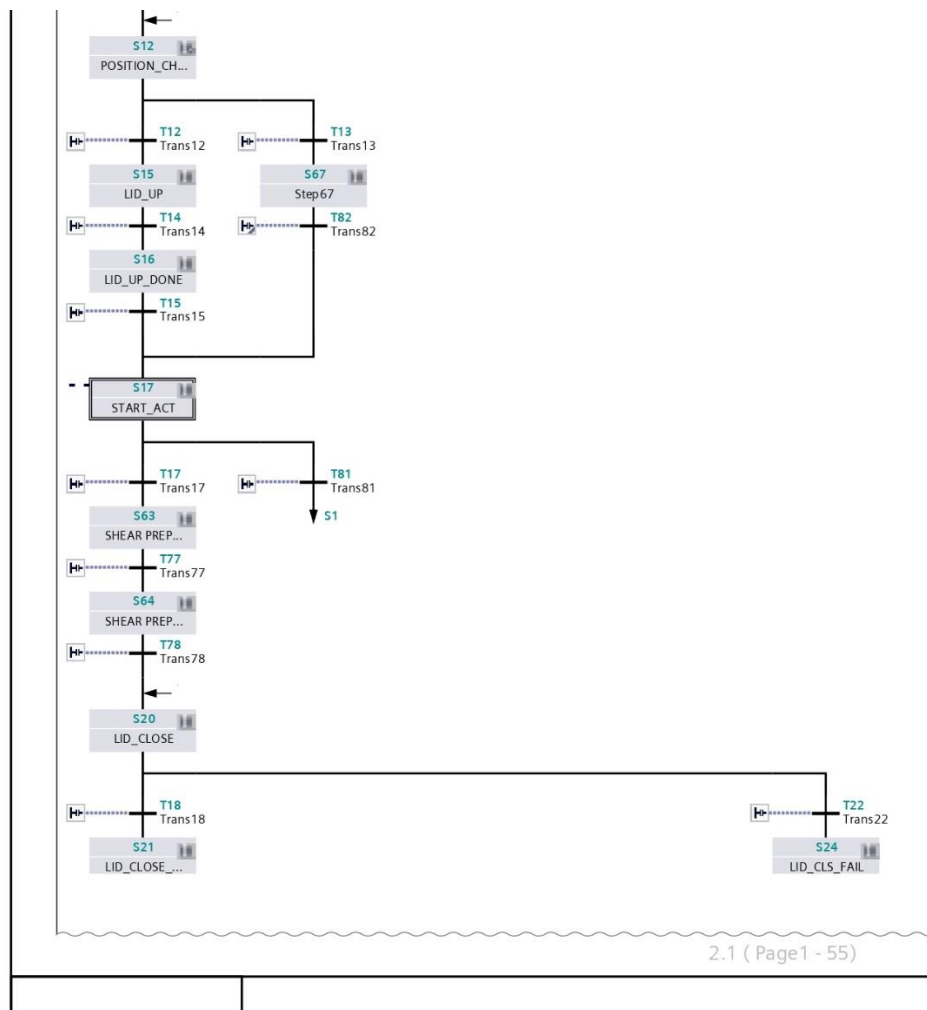 S12
POSITION_CH...
T12
Trans12
T13
Trans13
S15
LID_UP
S67
Step67
T14
Trans14
T82
Trans82
S16
LID_UP_DONE
T15
Trans15
S17
START_ACT
T17
Trans17
T81
Trans81
S63
SHEAR PREP...
S1
T77
Trans77
S64
SHEAR PREP...
T78
Trans78
S20
LID_CLOSE
T18
Trans18
T22
Trans22
S21
LID_CLOSE_...
S24
LID_CLS_FAIL
2.1 ( Page1 - 55)